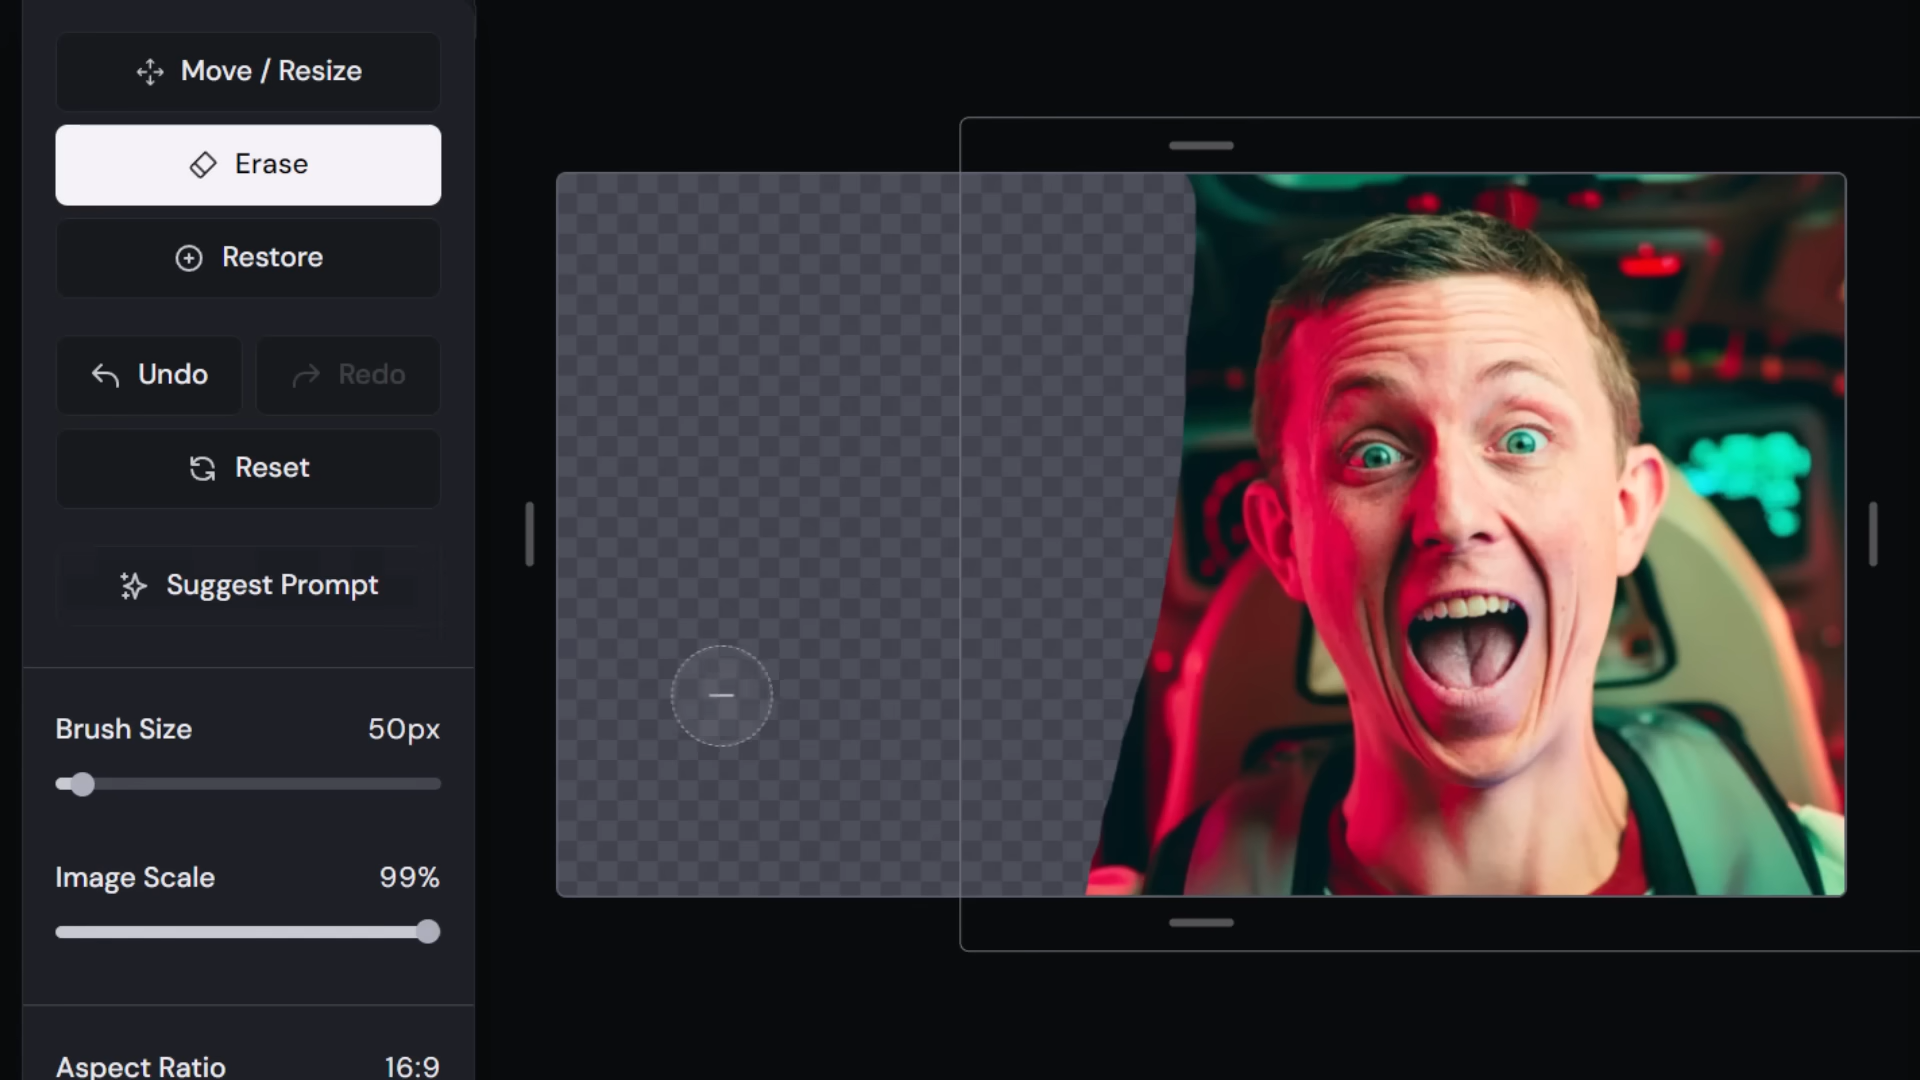 Move / Resize
Erase
Restore
Undo
Redo
Reset
Suggest Prompt
Brush Size 50px
Image Scale 99%
Aspect Ratio 16:9